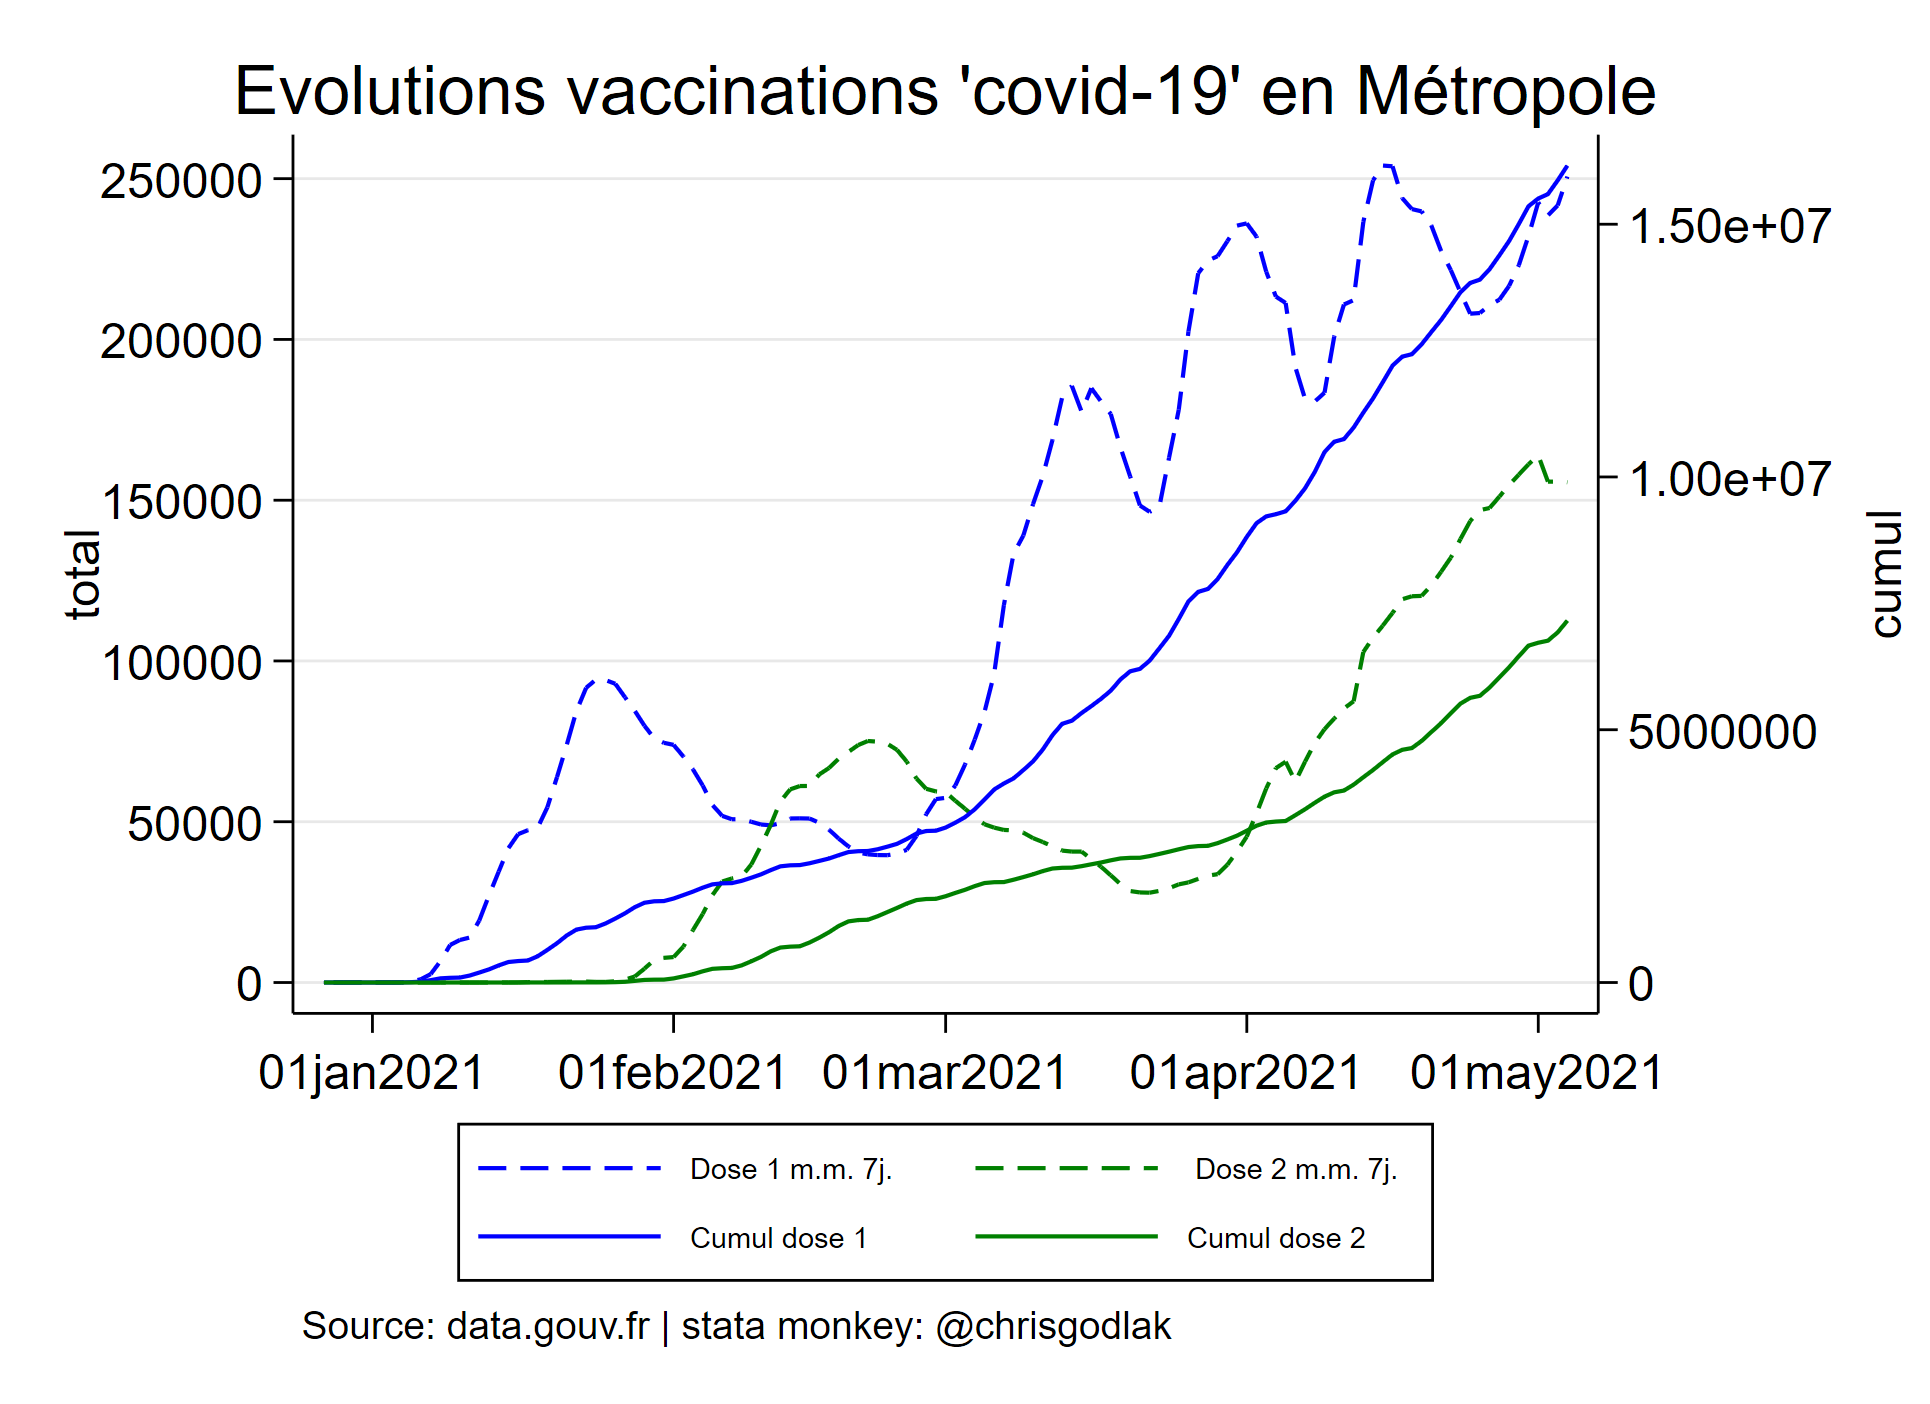 Evolutions vaccinations 'covid-19' en Métropole
250000
200000
150000
100000
50000
0
total
1.50e+07
1.00e+07
5000000
0
cumul
01jan2021 01feb2021 01mar2021 01apr2021 01may2021
Dose 1 m.m. 7j. Dose 2 m.m. 7j.
Cumul dose 1 Cumul dose 2
Source: data.gouv.fr | stata monkey: @chrisgodlak